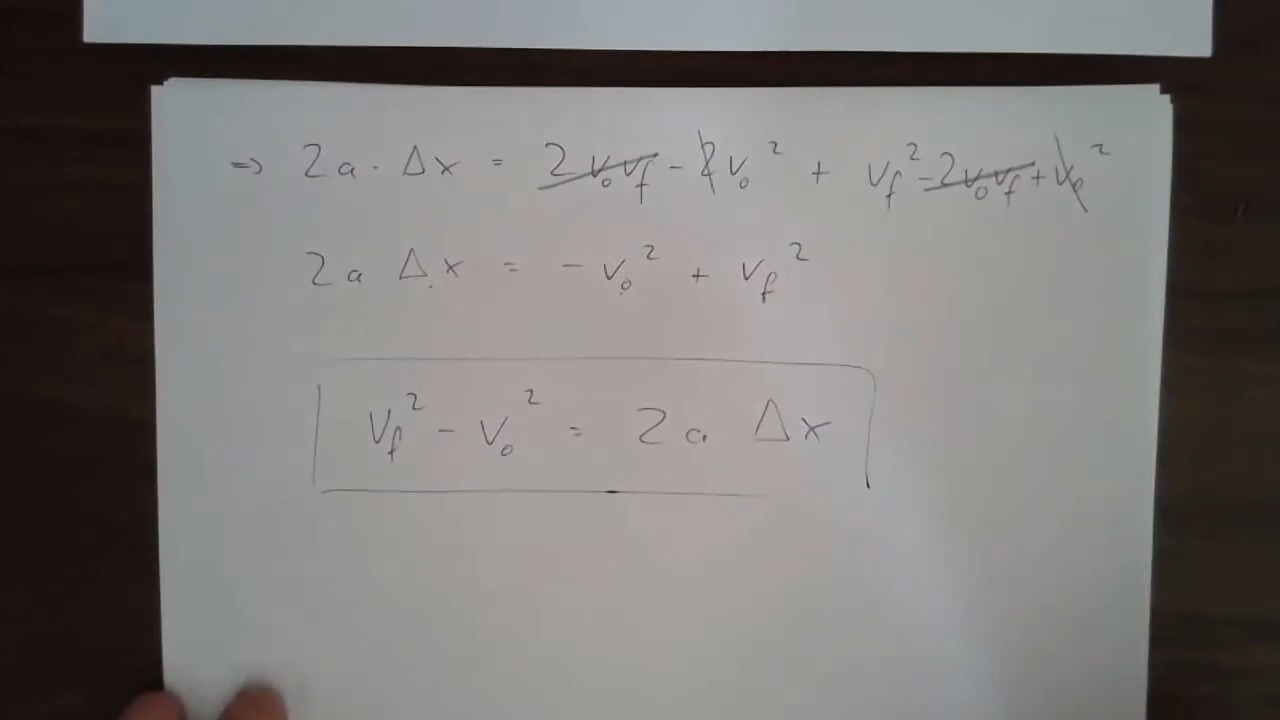 ⇒ 2a · Δx = 2v₀v_f - 2v₀² + v_f² - 2v₀v_f + v₀²
2a Δx = - v₀² + v_f²
v_f² - v₀² = 2a Δx